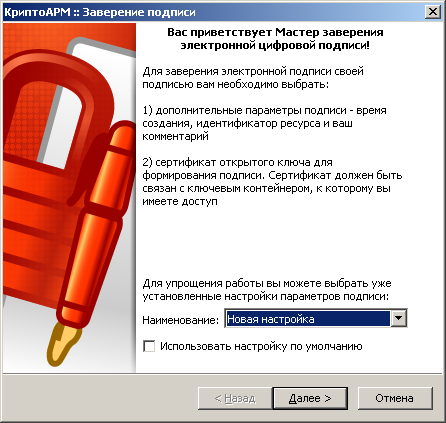 КриптоАРМ :: Заверение подписи
Вас приветствует Мастер заверения
электронной цифровой подписи!
Для заверения электронной подписи своей
подписью вам необходимо выбрать:
1) дополнительные параметры подписи - время
создания, идентификатор ресурса и ваш
комментарий
2) сертификат открытого ключа для
формирования подписи. Сертификат должен быть
связан с ключевым контейнером, к которому вы
имеете доступ
Для упрощения работы вы можете выбрать уже
установленные настройки параметров подписи:
Наименование: Новая настройка
Использовать настройку по умолчанию
< Назад Далее > Отмена